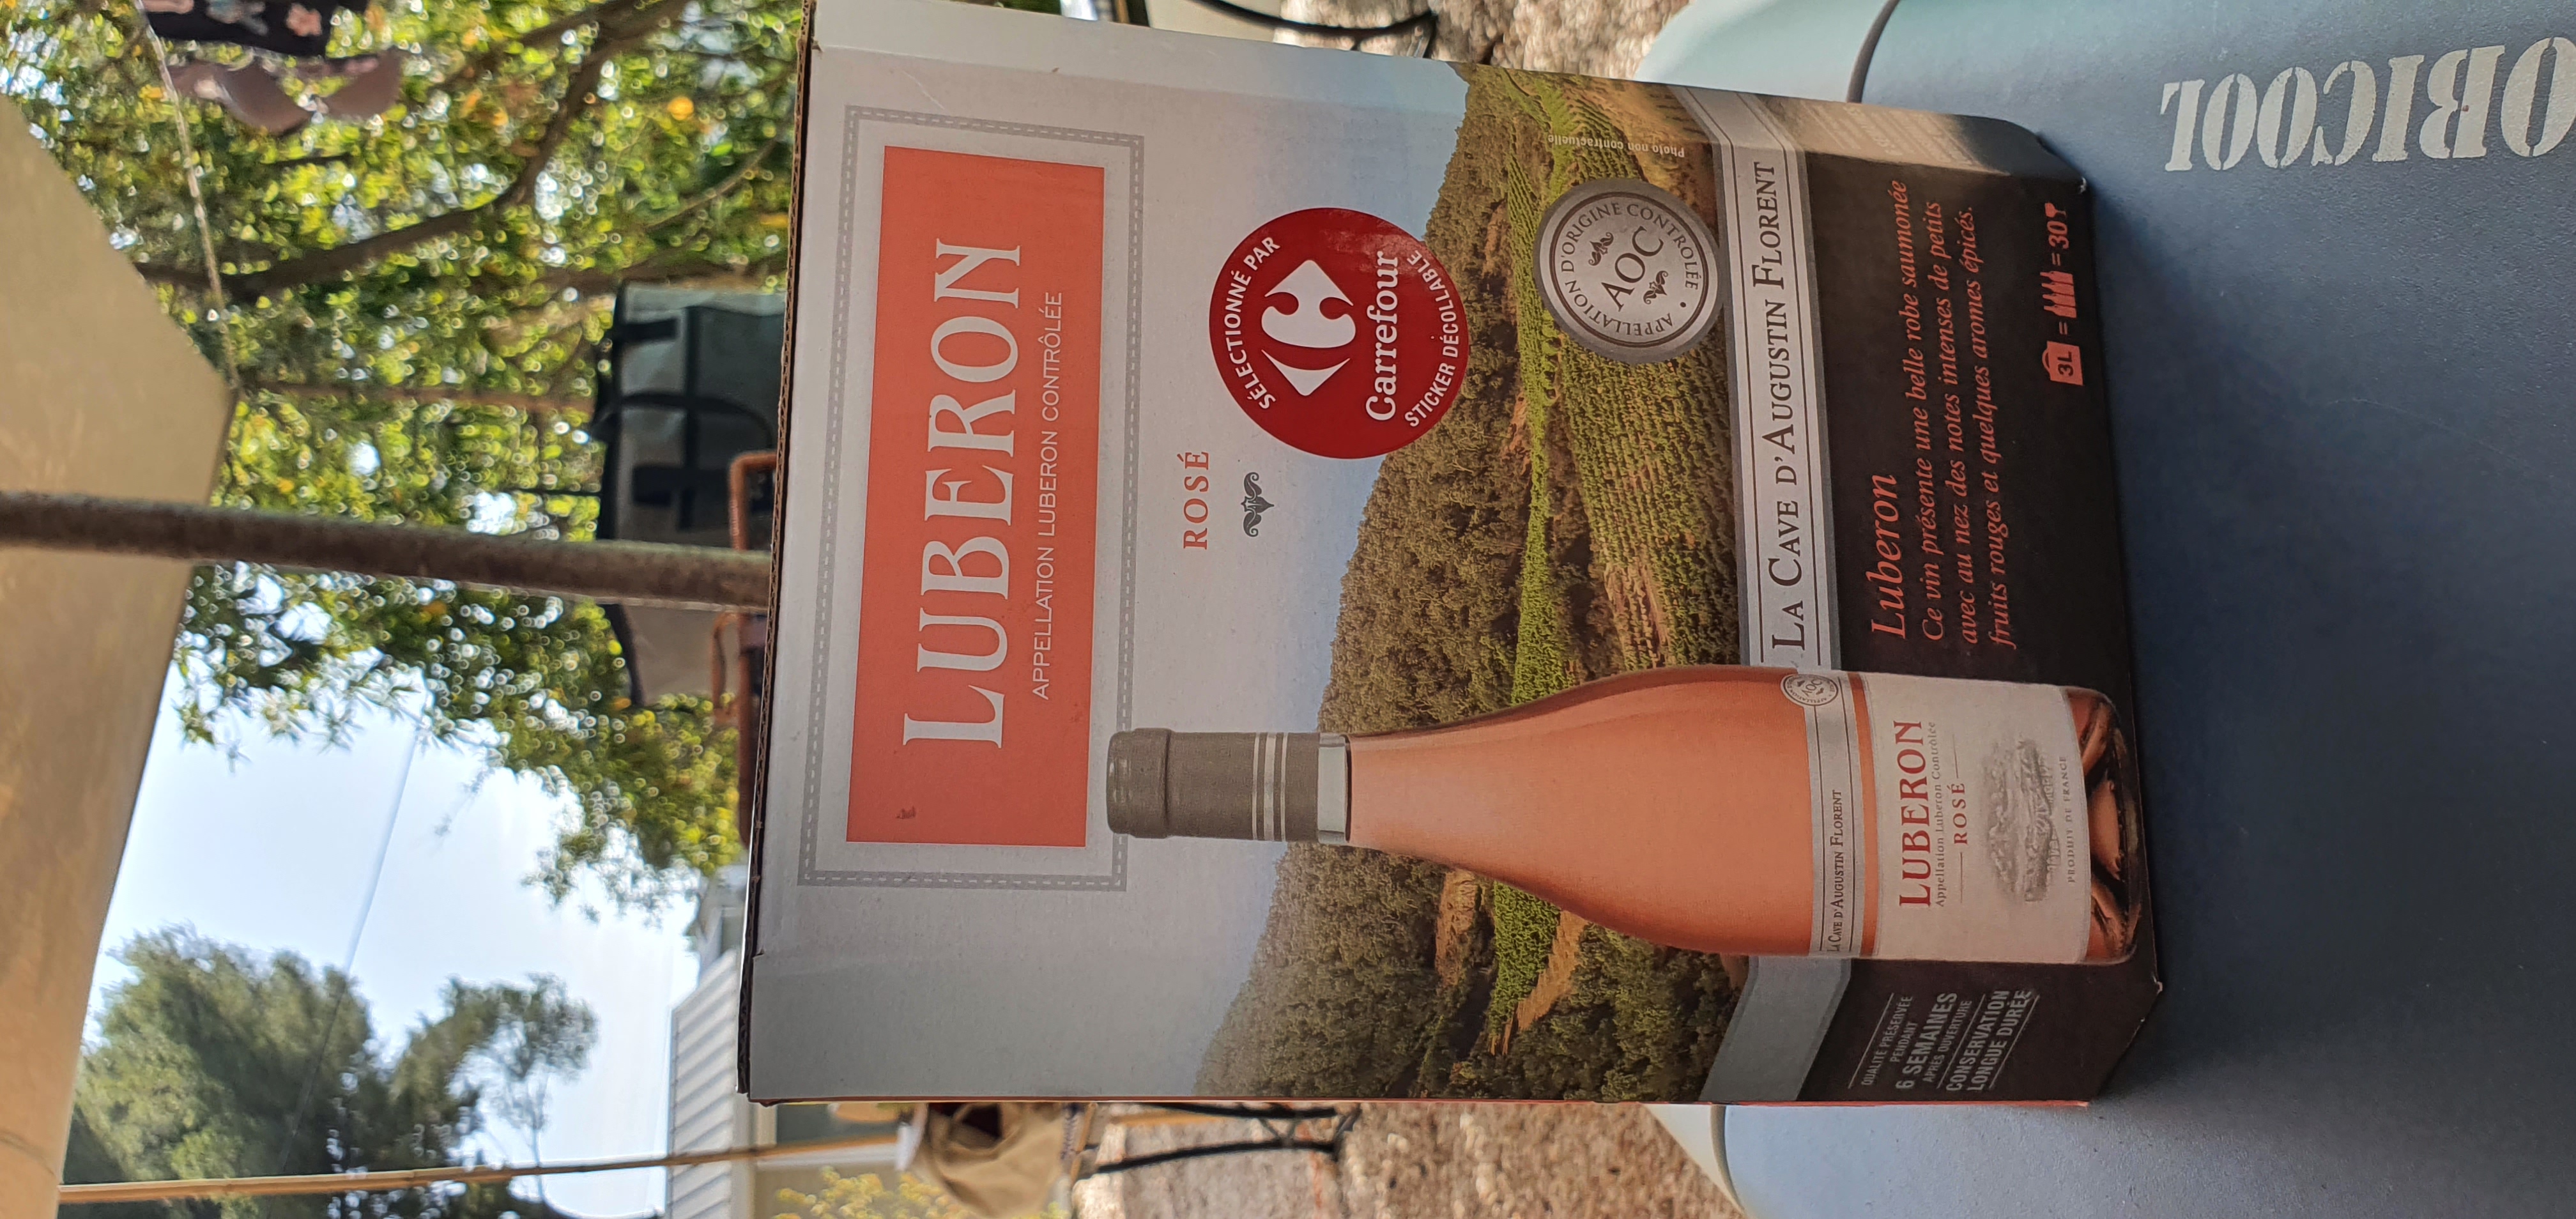 LUBERON
APPELLATION LUBERON CONTRÔLÉE
ROSÉ
SÉLECTIONNÉ PAR
Carrefour
STICKER DÉCOLLABLE
Photo non contractuelle
APPELLATION D'ORIGINE CONTRÔLÉE
AOC
LA CAVE D'AUGUSTIN FLORENT
Luberon
Ce vin présente une belle robe saumonée
avec au nez des notes intenses de petits
fruits rouges et quelques aromes épicés.
3L = = 30
AOC
LA CAVE D'AUGUSTIN FLORENT
LUBERON
Appellation Luberon Contrôlée
ROSÉ
PRODUIT DE FRANCE
QUALITÉ PRÉSERVÉE
PENDANT
6 SEMAINES
APRÈS OUVERTURE
CONSERVATION
LONGUE DURÉE
OBICOOL